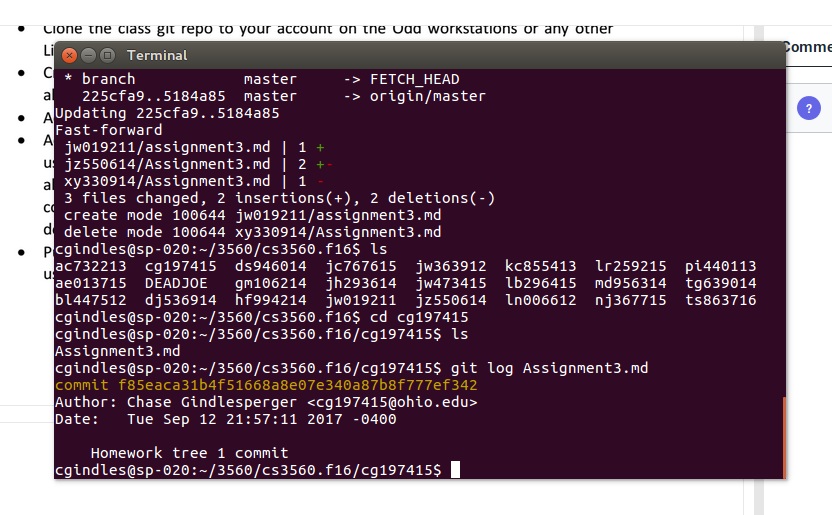 Clone the class git repo to your account on the Odd workstations or any other
Li
Comme
Terminal
* branch            master     -> FETCH_HEAD
225cfa9..5184a85  master     -> origin/master
Updating 225cfa9..5184a85
Fast-forward
jw019211/assignment3.md | 1 +
jz550614/Assignment3.md | 2 +-
xy330914/Assignment3.md | 1 -
3 files changed, 2 insertions(+), 2 deletions(-)
create mode 100644 jw019211/assignment3.md
delete mode 100644 xy330914/Assignment3.md
cgindles@sp-020:~/3560/cs3560.f16$ ls
ac732213  cg197415  ds946014  jc767615  jw363912  kc855413  lr259215  pi440113
ae013715  DEADJOE   gm106214  jh293614  jw473415  lb296415  md956314  tg639014
bl447512  dj536914  hf994214  jw019211  jz550614  ln006612  nj367715  ts863716
cgindles@sp-020:~/3560/cs3560.f16$ cd cg197415
cgindles@sp-020:~/3560/cs3560.f16/cg197415$ ls
Assignment3.md
cgindles@sp-020:~/3560/cs3560.f16/cg197415$ git log Assignment3.md
commit f85eaca31b4f51668a8e07e340a87b8f777ef342
Author: Chase Gindlesperger <cg197415@ohio.edu>
Date:   Tue Sep 12 21:57:11 2017 -0400
Homework tree 1 commit
cgindles@sp-020:~/3560/cs3560.f16/cg197415$
?